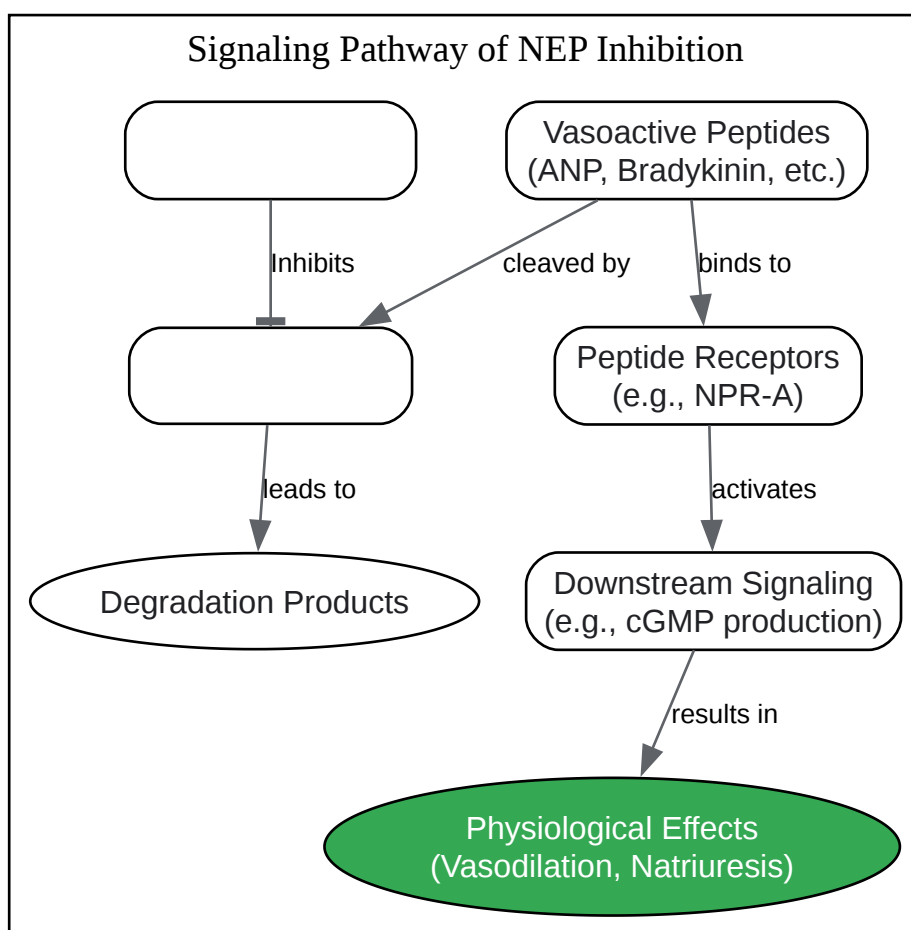 Signaling Pathway of NEP Inhibition
Vasoactive Peptides
(ANP, Bradykinin, etc.)
Inhibits
cleaved by
binds to
Peptide Receptors
(e.g., NPR-A)
leads to
activates
Degradation Products
Downstream Signaling
(e.g., cGMP production)
results in
Physiological Effects
(Vasodilation, Natriuresis)